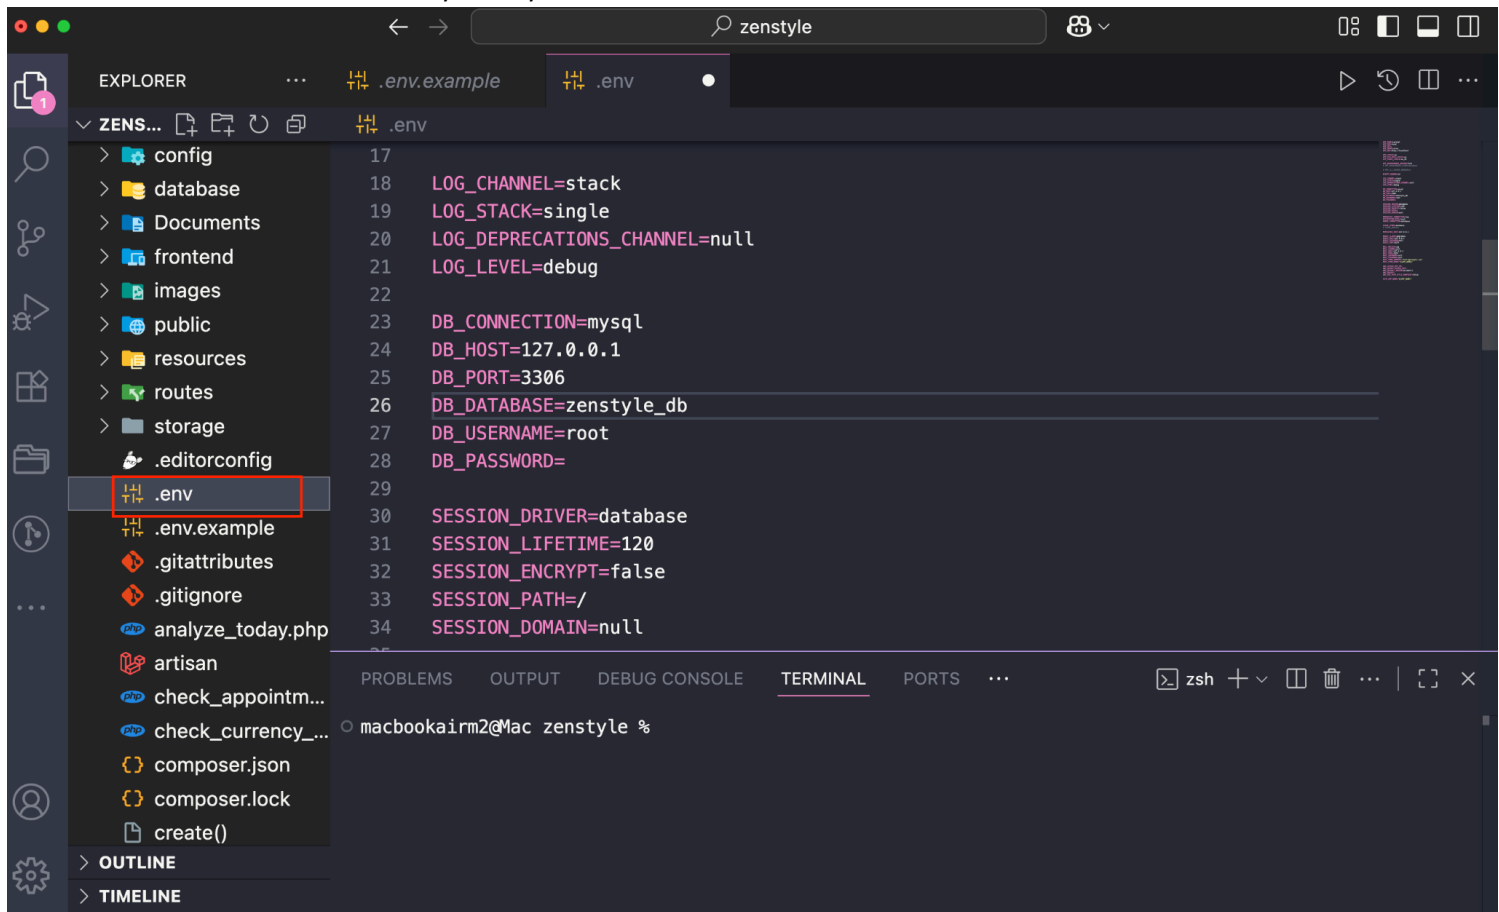 zenstyle
EXPLORER
.env.example
.env
1
ZENS...
.env
config
database
Documents
frontend
images
public
resources
routes
storage
.editorconfig
.env
.env.example
.gitattributes
.gitignore
analyze_today.php
artisan
check_appointm...
check_currency_...
composer.json
composer.lock
create()
OUTLINE
TIMELINE
17
18 LOG_CHANNEL=stack
19 LOG_STACK=single
20 LOG_DEPRECATIONS_CHANNEL=null
21 LOG_LEVEL=debug
22
23 DB_CONNECTION=mysql
24 DB_HOST=127.0.0.1
25 DB_PORT=3306
26 DB_DATABASE=zenstyle_db
27 DB_USERNAME=root
28 DB_PASSWORD=
29
30 SESSION_DRIVER=database
31 SESSION_LIFETIME=120
32 SESSION_ENCRYPT=false
33 SESSION_PATH=/
34 SESSION_DOMAIN=null
PROBLEMS OUTPUT DEBUG CONSOLE TERMINAL PORTS ... zsh
macbookairm2@Mac zenstyle %